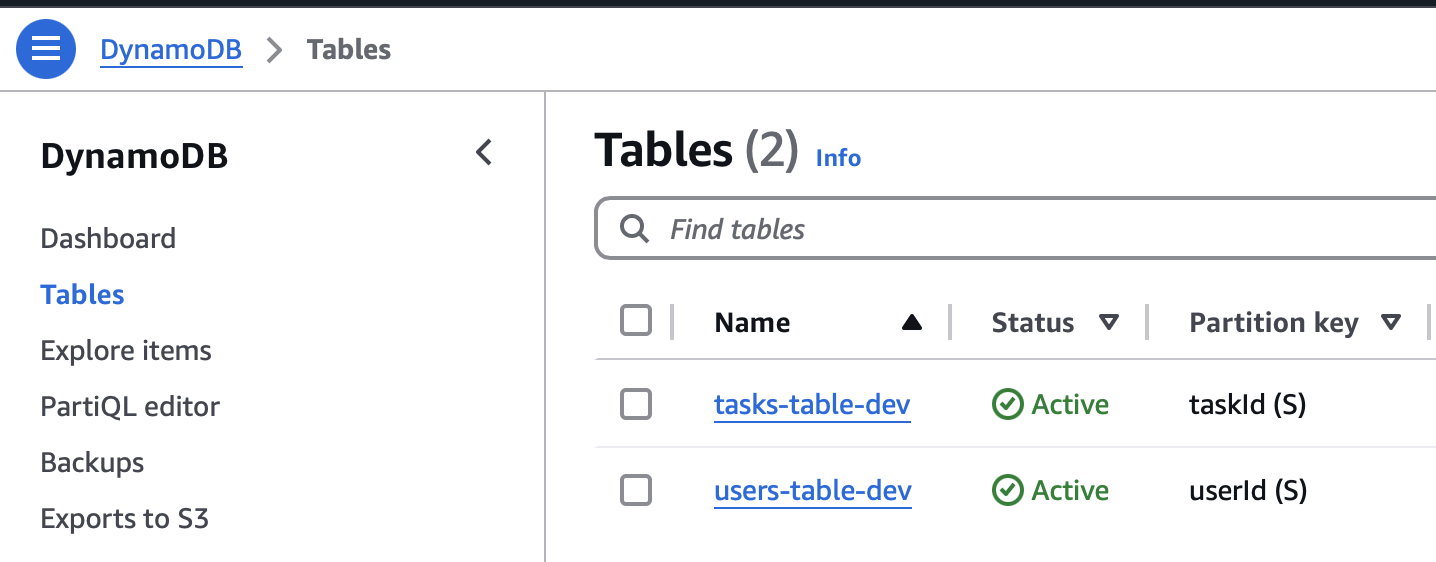 DynamoDB > Tables
DynamoDB
Dashboard
Tables
Explore items
PartiQL editor
Backups
Exports to S3
Tables (2) Info
Find tables
Name Status Partition key
tasks-table-dev Active taskId (S)
users-table-dev Active userId (S)